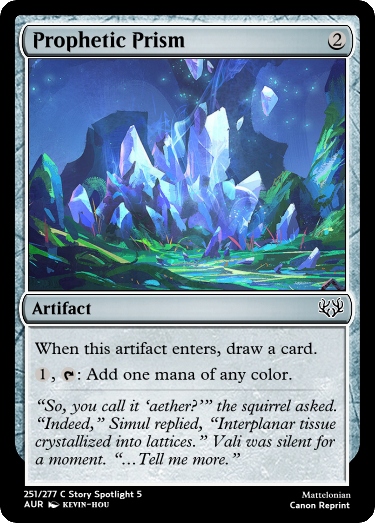 Prophetic Prism 2
Artifact
When this artifact enters, draw a card.
1, : Add one mana of any color.
“So, you call it ‘aether?’” the squirrel asked.
“Indeed,” Simul replied, “Interplanar tissue
crystallized into lattices.” Vali was silent for
a moment. “…Tell me more.”
251/277 C Story Spotlight 5 Mattelonian
AUR KEVIN-HOU Canon Reprint